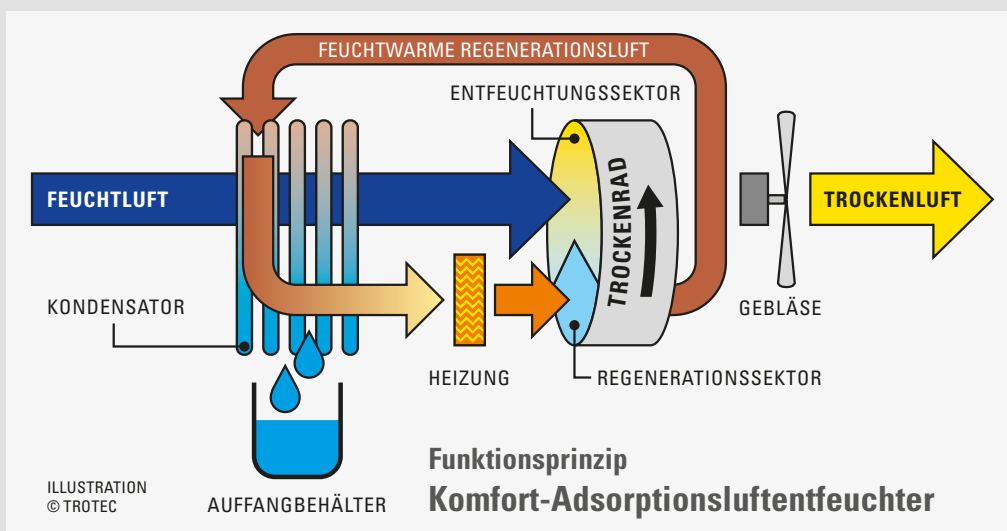 FEUCHTWARME REGENERATIONSLUFT
ENTFEUCHTUNGSSEKTOR
FEUCHTLUFT
TROCKENRAD
TROCKENLUFT
KONDENSATOR
GEBLÄSE
HEIZUNG
REGENERATIONSSEKTOR
Funktionsprinzip
Komfort-Adsorptionsluftentfeuchter
ILLUSTRATION
© TROTEC
AUFFANGBEHÄLTER